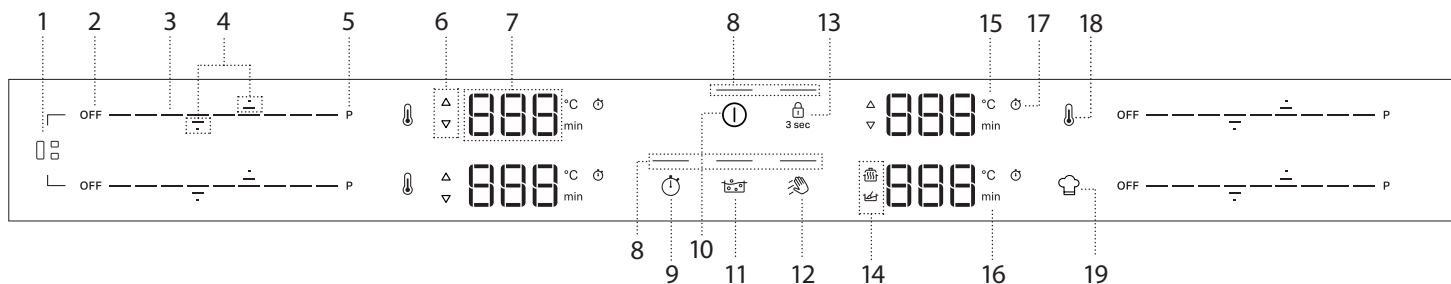 1 2 3 4 5 6 7 8 13 15 17 18
OFF P 888 °C min 3 sec 888 °C min OFF P
OFF P 888 °C min 888 °C min OFF P
8 9 10 11 12 14 16 19